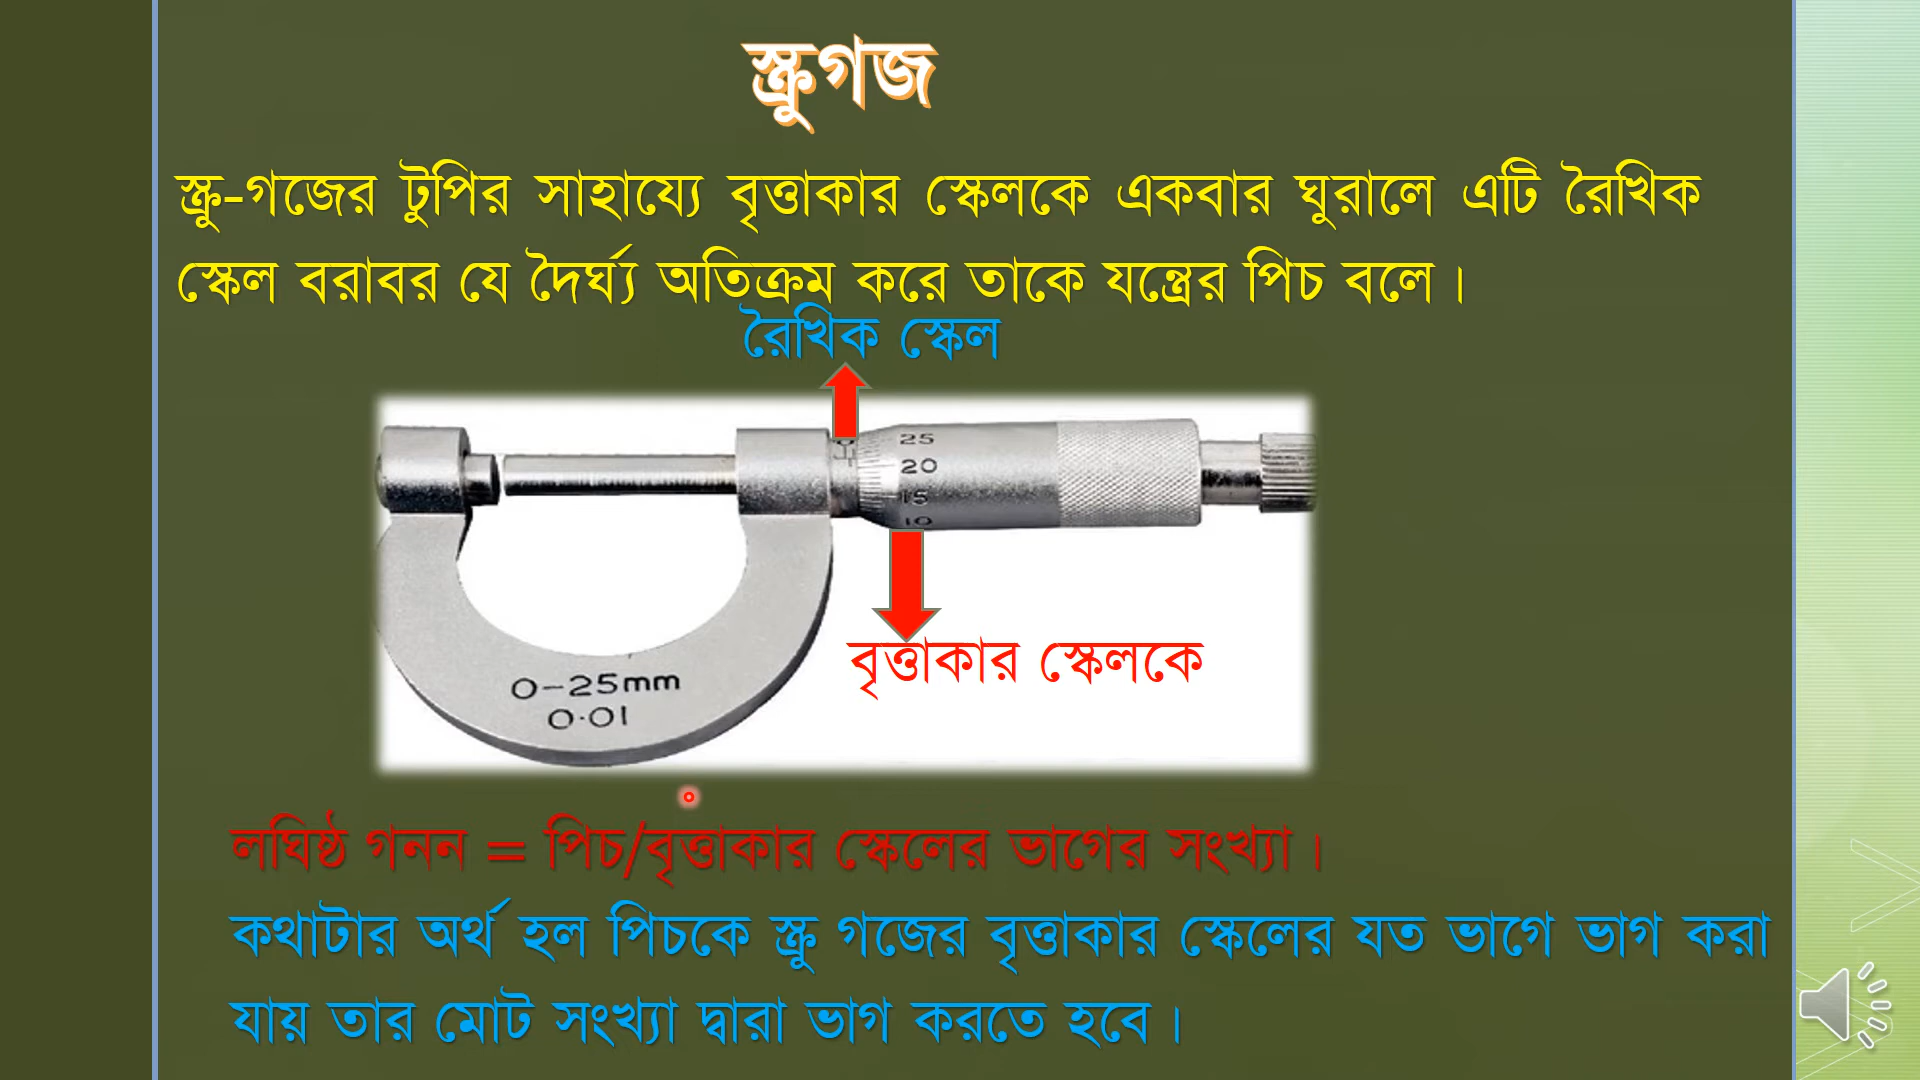 স্ক্রুগজ
স্ক্রু-গজের টুপির সাহায্যে বৃত্তাকার স্কেলকে একবার ঘুরালে এটি রৈখিক
স্কেল বরাবর যে দৈর্ঘ্য অতিক্রম করে তাকে যন্ত্রের পিচ বলে।
রৈখিক স্কেল
0
25
20
15
10
বৃত্তাকার স্কেলকে
0-25mm
0·01
লঘিষ্ঠ গনন = পিচ/বৃত্তাকার স্কেলের ভাগের সংখ্যা।
কথাটার অর্থ হল পিচকে স্ক্রু গজের বৃত্তাকার স্কেলের যত ভাগে ভাগ করা
যায় তার মোট সংখ্যা দ্বারা ভাগ করতে হবে।